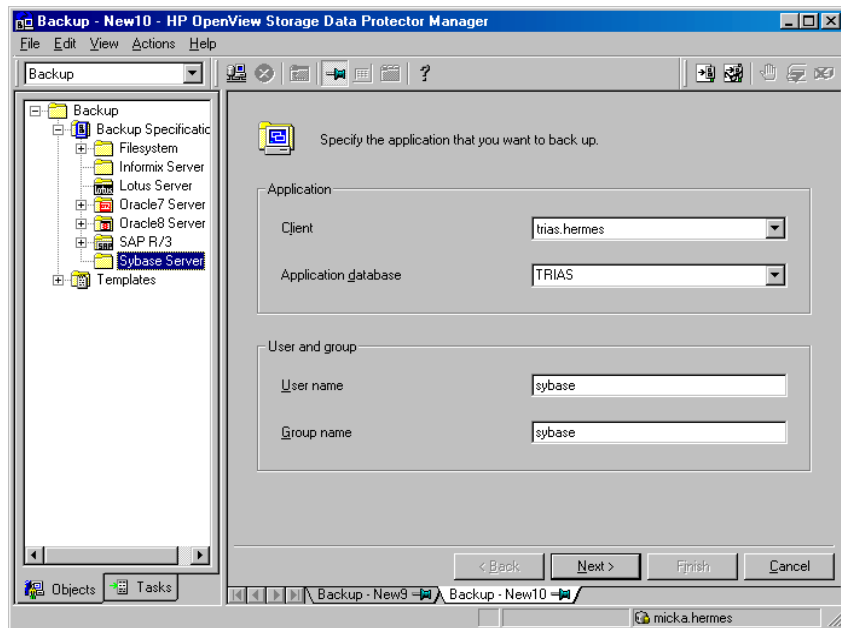 Backup - New10 - HP OpenView Storage Data Protector Manager
File Edit View Actions Help
Backup
?
Backup
Backup Specificatic
Filesystem
Informix Server
Lotus Server
Oracle7 Server
Oracle8 Server
SAP R/3
Sybase Server
Templates
Objects
Tasks
Specify the application that you want to back up.
Application
Client
trias.hermes
Application database
TRIAS
User and group
User name
sybase
Group name
sybase
< Back
Next >
Finish
Cancel
Backup - New9
Backup - New10
micka.hermes